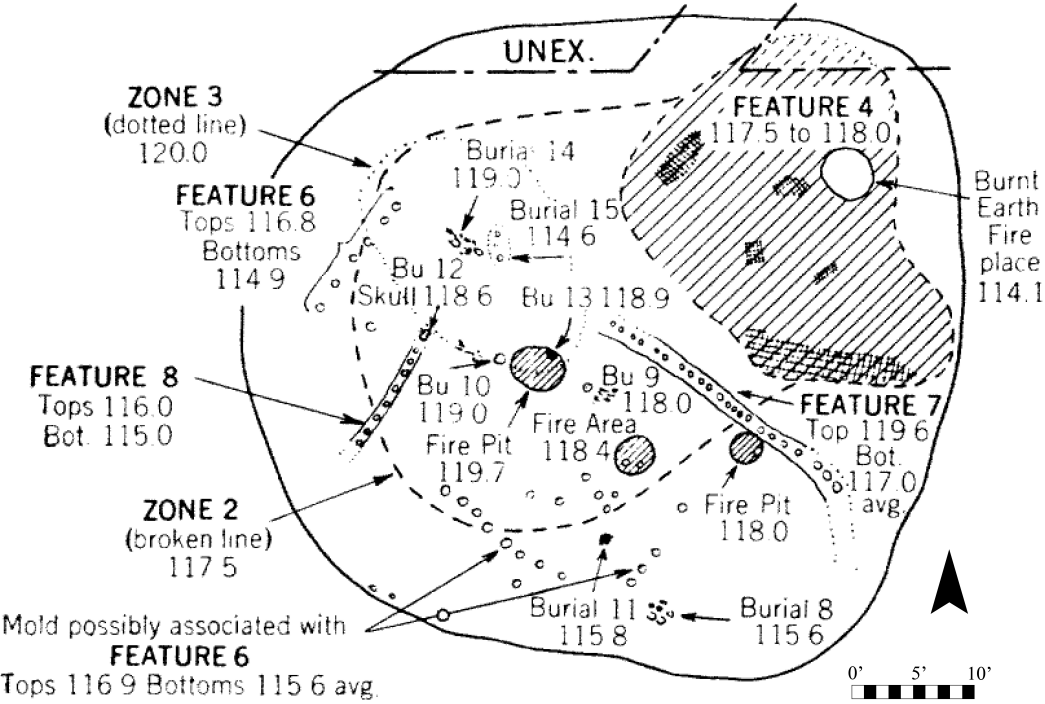 UNEX.
ZONE 3
(dotted line)
120.0
FEATURE 4
117.5 to 118.0
Buria 14
119.0
FEATURE 6
Tops 116.8
Bottoms
114 9
Burial 15
114 6
Burnt
Earth
Fire
place
114.1
Bu 12
Skull 118 6
Bu 13 118.9
FEATURE 8
Tops 116.0
Bot. 115.0
Bu 10
119 0
Bu 9
118.0
FEATURE 7
Top 119 6
Bot.
117.0
avg.
Fire Pit
119.7
Fire Area
118 4
Fire Pit
118.0
ZONE 2
(broken line)
117 5
Burial 11
115 8
Burial 8
115 6
Mold possibly associated with
FEATURE 6
Tops 116 9 Bottoms 115 6 avg.
0' 5' 10'